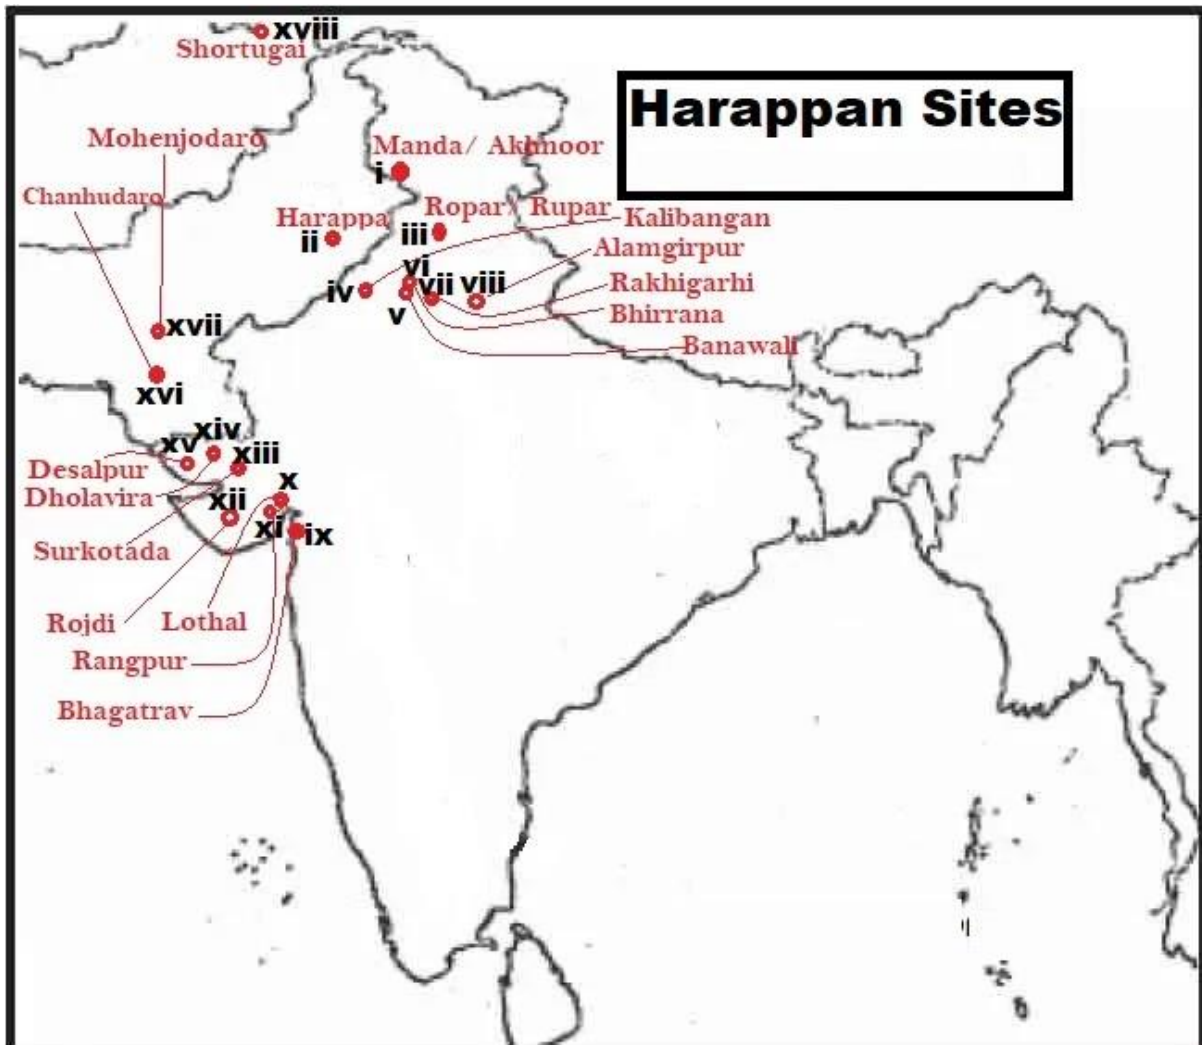 xviii
Shortugai
Harappan Sites
Mohenjodaro
Manda/ Akhnoor
i
Chanhudaro
Harappa
ii
Ropar/ Rupar
iii
Kalibangan
Alamgirpur
vi
vii
viii
iv
v
Rakhigarhi
Bhirrana
Banawali
xvii
xvi
xv
xiv
xiii
Desalpur
Dholavira
x
xii
xi
ix
Surkotada
Rojdi
Lothal
Rangpur
Bhagatrav